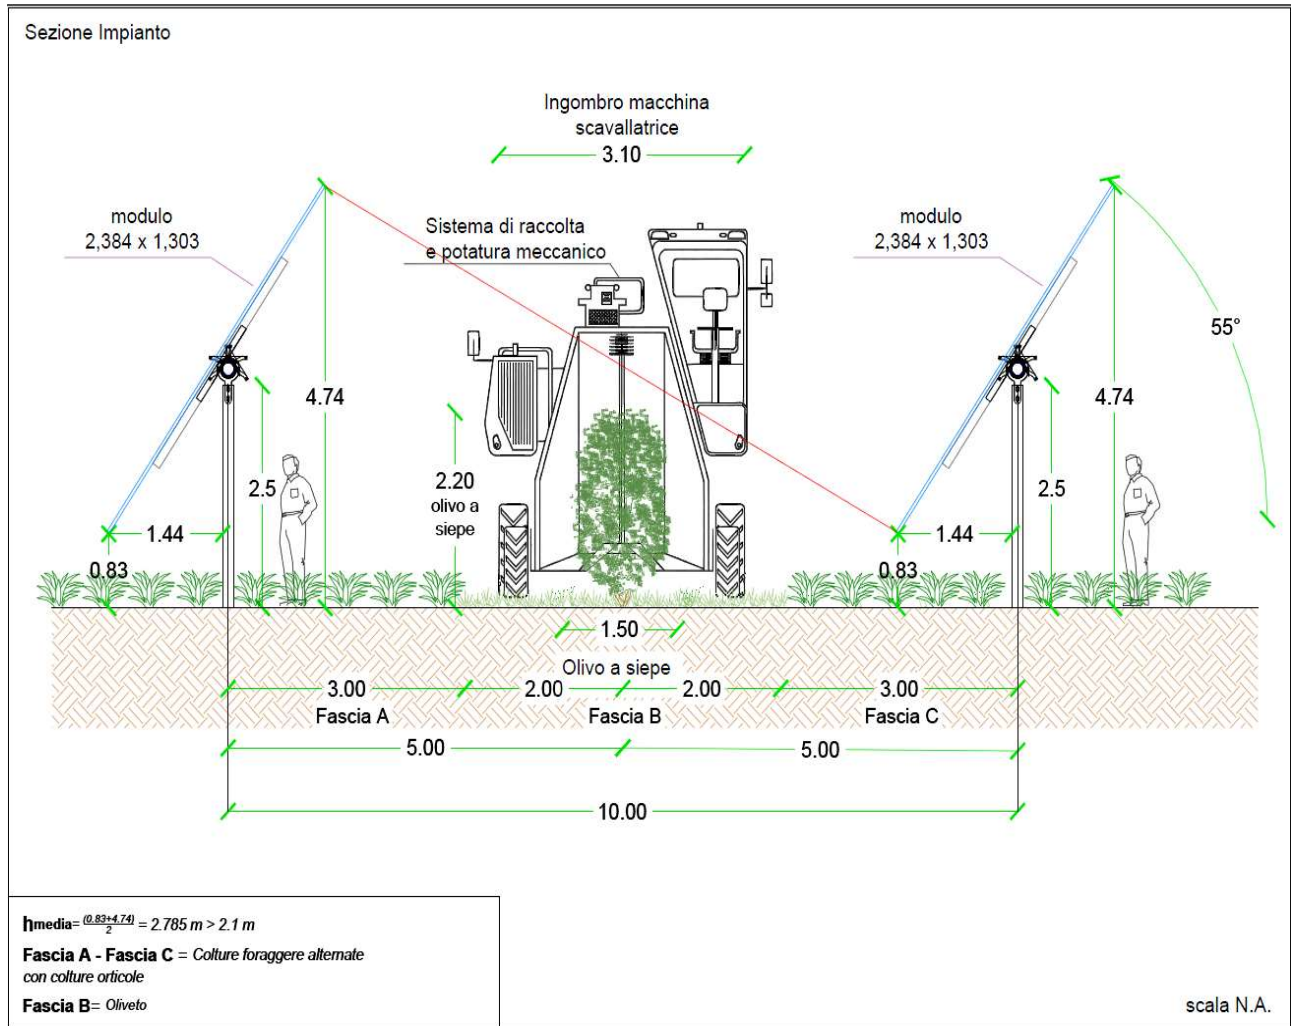 Sezione Impianto
Ingombro macchina
scavallatrice
3.10
modulo
2,384 x 1,303
Sistema di raccolta
e potatura meccanico
modulo
2,384 x 1,303
55°
4.74
4.74
2.5
2.20
olivo a
siepe
2.5
1.44
1.44
0.83
0.83
1.50
Olivo a siepe
3.00
2.00
2.00
3.00
Fascia A
Fascia B
Fascia C
5.00
5.00
10.00
hmedia= (0.83+4.74)/2 = 2.785 m > 2.1 m
Fascia A - Fascia C = Colture foraggere alternate
con colture orticole
Fascia B= Oliveto
scala N.A.